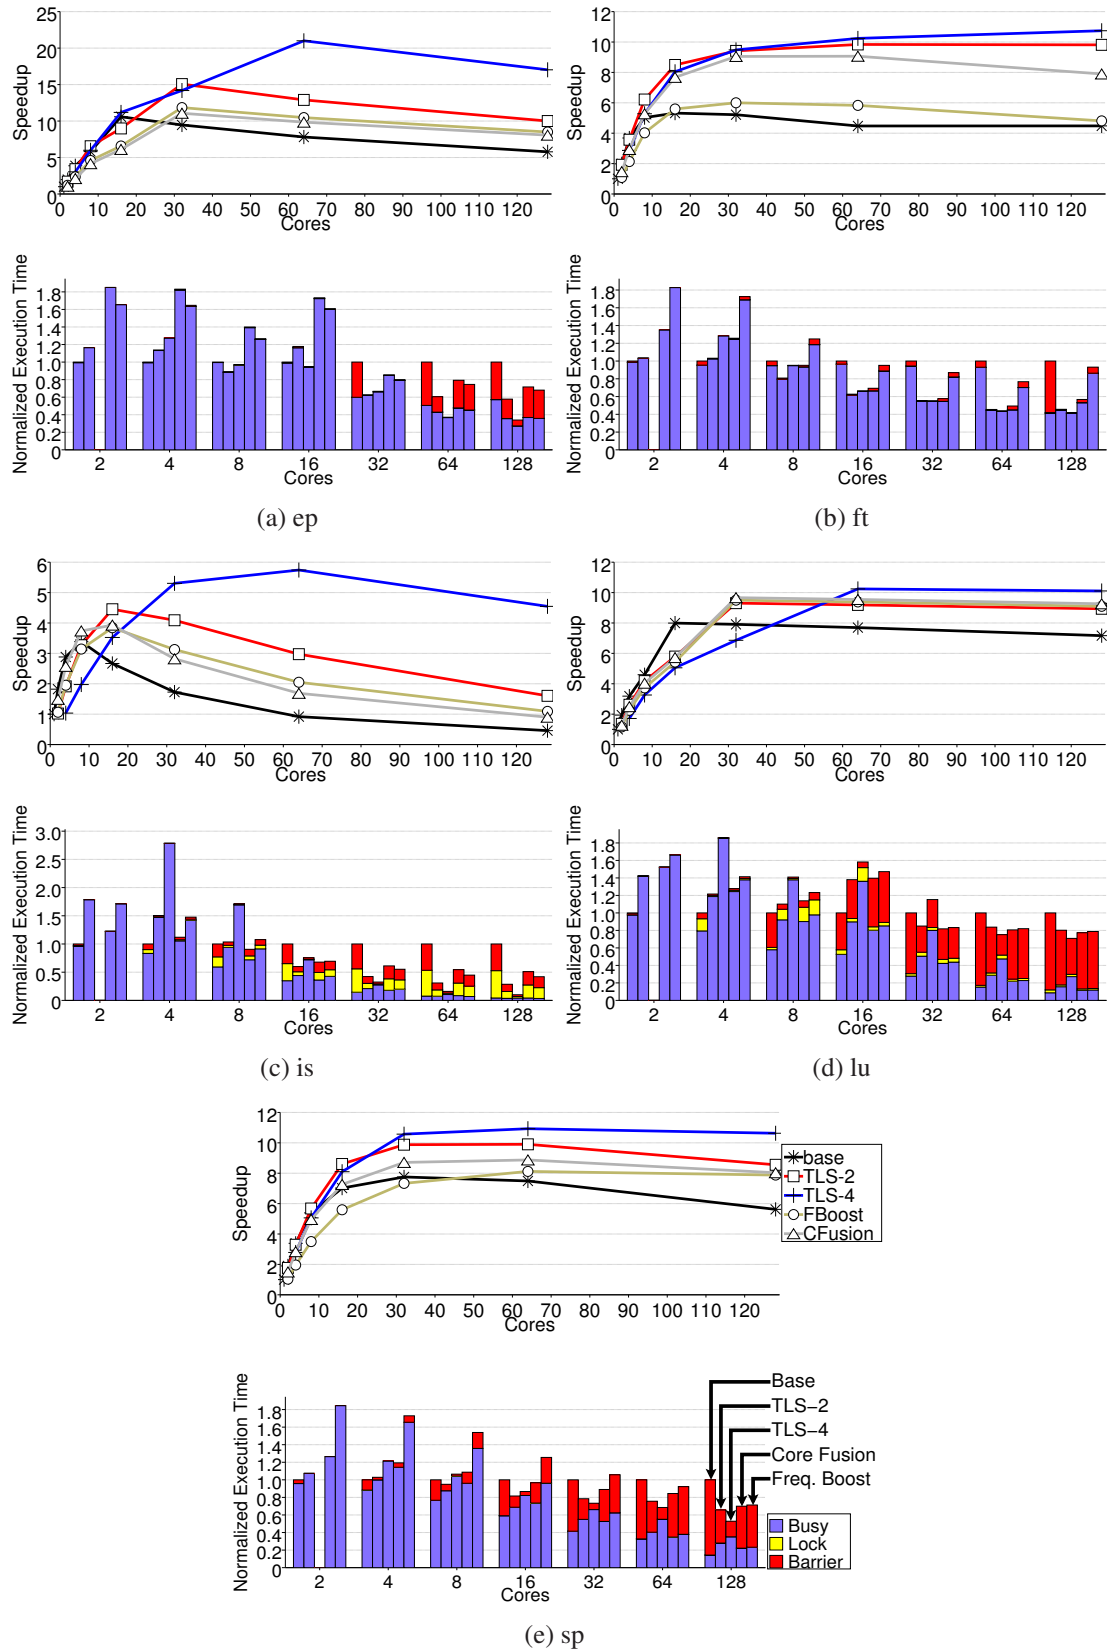 25
20
15
10
5
0
Speedup
0 10 20 30 40 50 60 70 80 90 100 110 120
Cores
12
10
8
6
4
2
0
Speedup
0 10 20 30 40 50 60 70 80 90 100 110 120
Cores
Normalized Execution Time
1.8
1.6
1.4
1.2
1.0
0.8
0.6
0.4
0.2
0
2 4 8 16 32 64 128
Cores
(a) ep
Normalized Execution Time
1.8
1.6
1.4
1.2
1.0
0.8
0.6
0.4
0.2
0
2 4 8 16 32 64 128
Cores
(b) ft
6
5
4
3
2
1
0
Speedup
0 10 20 30 40 50 60 70 80 90 100 110 120
Cores
12
10
8
6
4
2
0
Speedup
0 10 20 30 40 50 60 70 80 90 100 110 120
Cores
Normalized Execution Time
3.0
2.5
2.0
1.5
1.0
0.5
0
2 4 8 16 32 64 128
Cores
(c) is
Normalized Execution Time
1.8
1.6
1.4
1.2
1.0
0.8
0.6
0.4
0.2
0
2 4 8 16 32 64 128
Cores
(d) lu
12
10
8
6
4
2
0
Speedup
0 10 20 30 40 50 60 70 80 90 100 110 120
Cores
base
TLS-2
TLS-4
FBoost
CFusion
Normalized Execution Time
1.8
1.6
1.4
1.2
1.0
0.8
0.6
0.4
0.2
0
2 4 8 16 32 64 128
Cores
Base
TLS-2
TLS-4
Core Fusion
Freq. Boost
Busy
Lock
Barrier
(e) sp